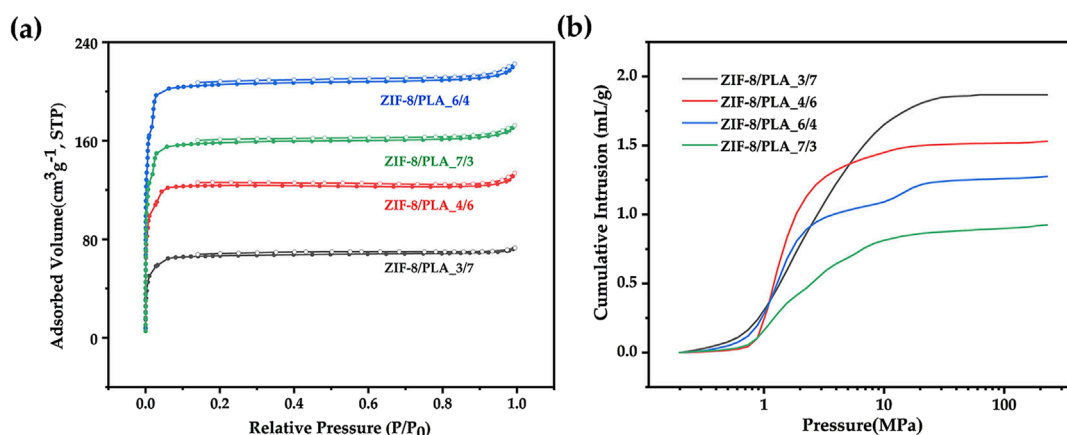 (a)
Adsorbed Volume(cm³g⁻¹, STP)
240
160
80
0
ZIF-8/PLA_6/4
ZIF-8/PLA_7/3
ZIF-8/PLA_4/6
ZIF-8/PLA_3/7
0.0 0.2 0.4 0.6 0.8 1.0
Relative Pressure (P/P₀)
(b)
Cumulative Intrusion (mL/g)
2.0
1.5
1.0
0.5
0.0
ZIF-8/PLA_3/7
ZIF-8/PLA_4/6
ZIF-8/PLA_6/4
ZIF-8/PLA_7/3
1 10 100
Pressure(MPa)